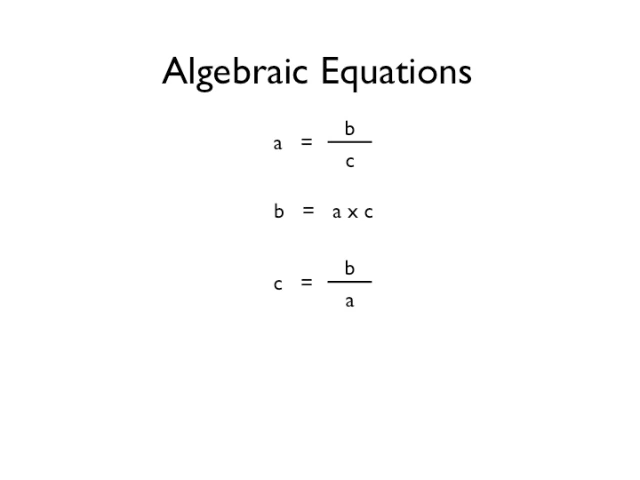 Algebraic Equations
a = b
c
b = a x c
c = b
a